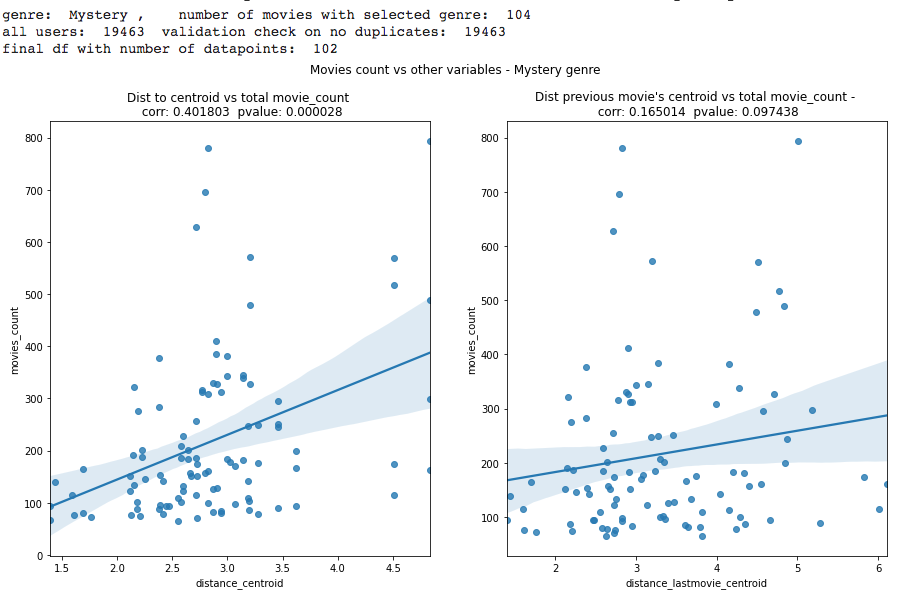 genre:  Mystery ,    number of movies with selected genre:  104
all users:  19463  validation check on no duplicates:  19463
final df with number of datapoints:  102
Movies count vs other variables - Mystery genre
Dist to centroid vs total movie_count
corr: 0.401803  pvalue: 0.000028
800
700
600
500
400
300
200
100
0
movies_count
1.5 2.0 2.5 3.0 3.5 4.0 4.5
distance_centroid
Dist previous movie's centroid vs total movie_count -
corr: 0.165014  pvalue: 0.097438
800
700
600
500
400
300
200
100
movies_count
2 3 4 5 6
distance_lastmovie_centroid